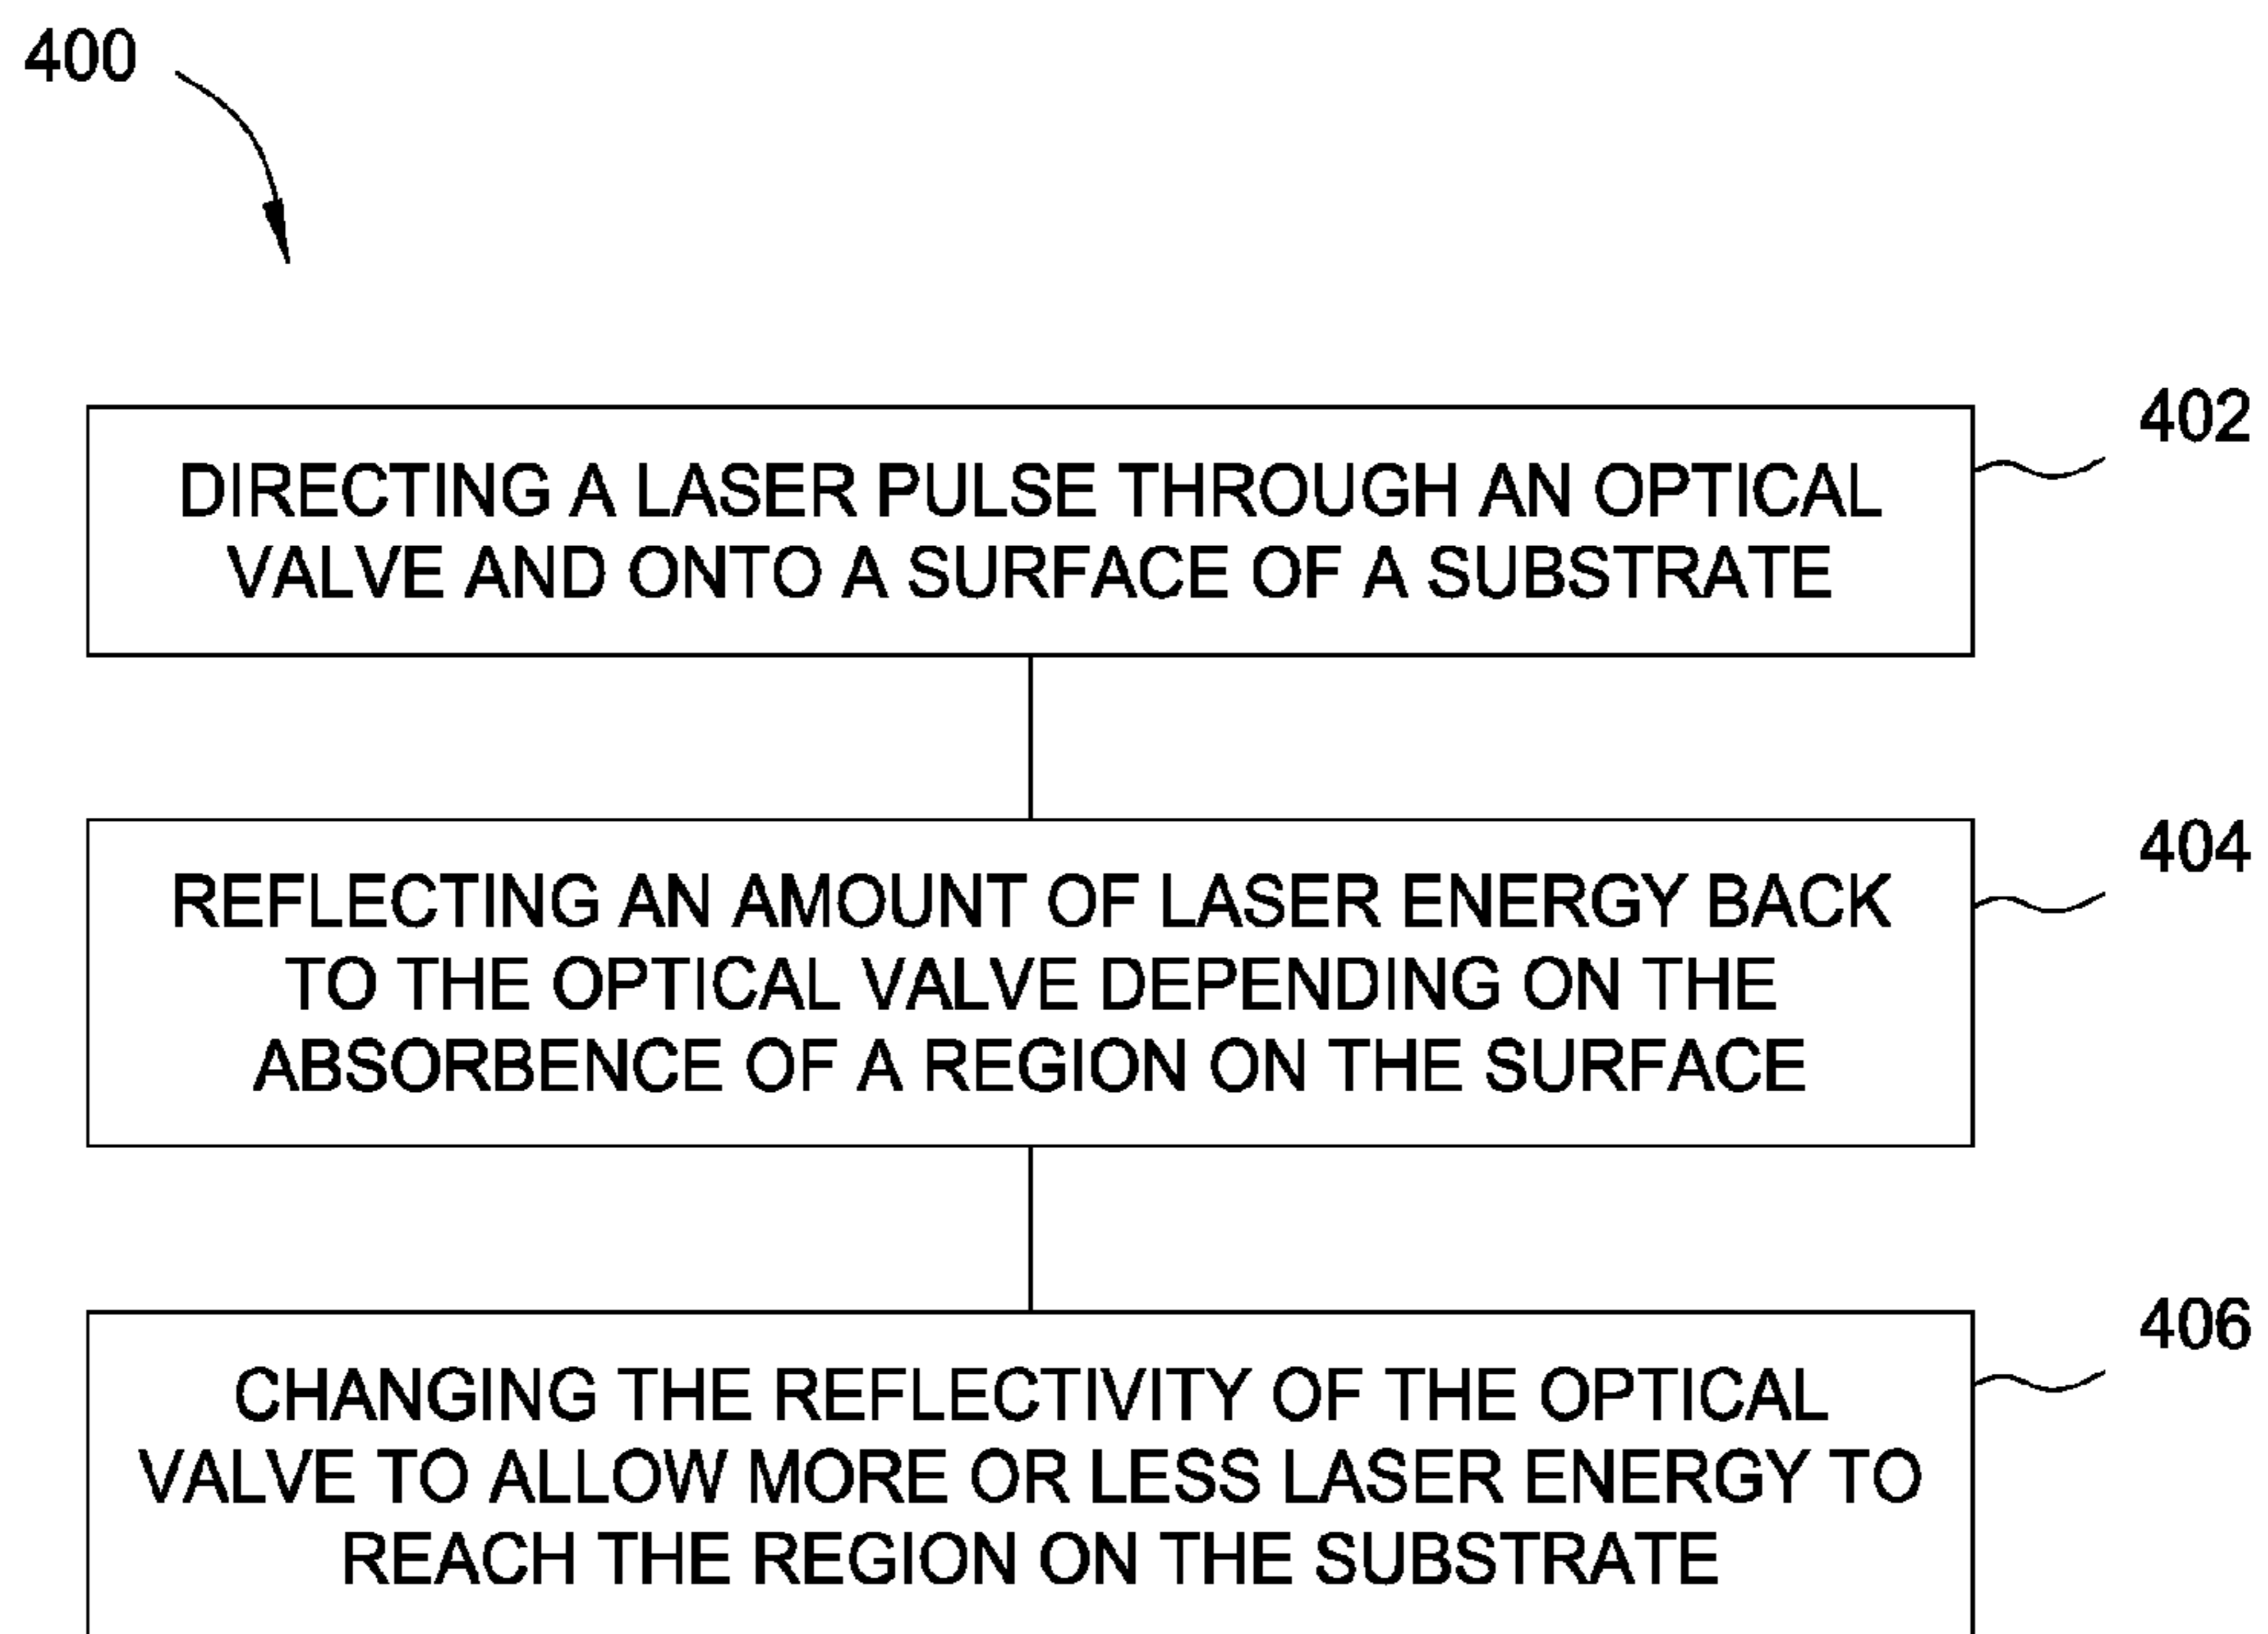 400
402
DIRECTING A LASER PULSE THROUGH AN OPTICAL
VALVE AND ONTO A SURFACE OF A SUBSTRATE
404
REFLECTING AN AMOUNT OF LASER ENERGY BACK
TO THE OPTICAL VALVE DEPENDING ON THE
ABSORBENCE OF A REGION ON THE SURFACE
406
CHANGING THE REFLECTIVITY OF THE OPTICAL
VALVE TO ALLOW MORE OR LESS LASER ENERGY TO
REACH THE REGION ON THE SUBSTRATE